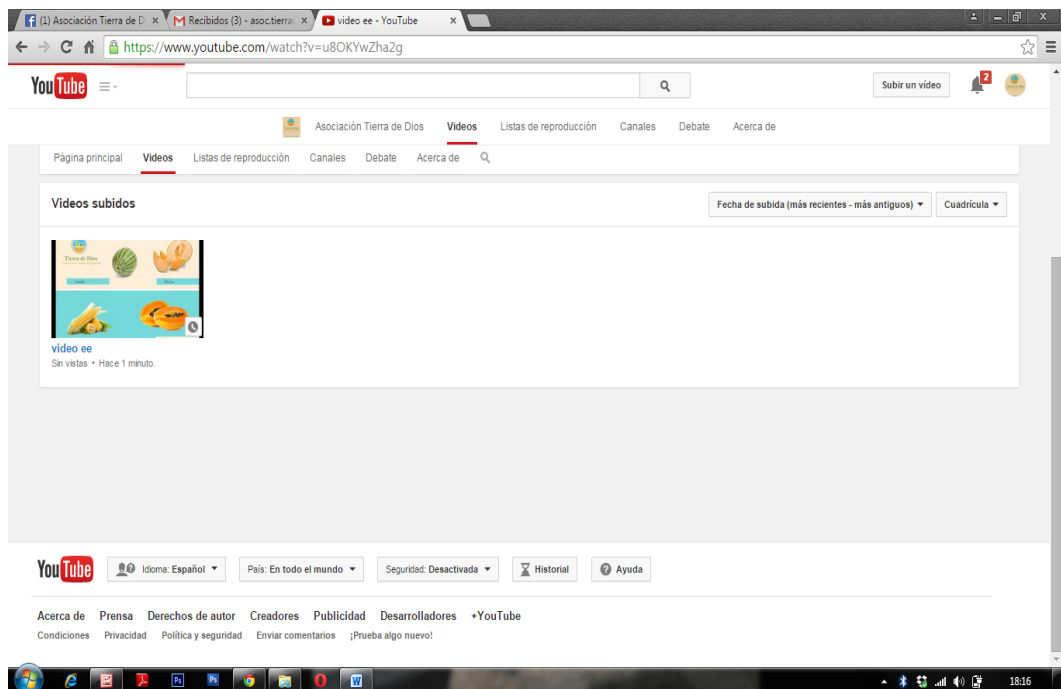 (1) Asociación Tierra de D
Recibidos (3) - asoc.tierra
video ee - YouTube
https://www.youtube.com/watch?v=u8OKYwZha2g
YouTube
Subir un vídeo
2
Asociación Tierra de Dios Videos Listas de reproducción Canales Debate Acerca de
Página principal Videos Listas de reproducción Canales Debate Acerca de
Videos subidos
Fecha de subida (más recientes - más antiguos)
Cuadrícula
Tierra de Dios
video ee
Sin vistas • Hace 1 minuto.
YouTube
Idioma: Español
País: En todo el mundo
Seguridad: Desactivada
Historial
Ayuda
Acerca de Prensa Derechos de autor Creadores Publicidad Desarrolladores +YouTube
Condiciones Privacidad Política y seguridad Enviar comentarios ¡Prueba algo nuevo!
Ps
Ps
W
18:16